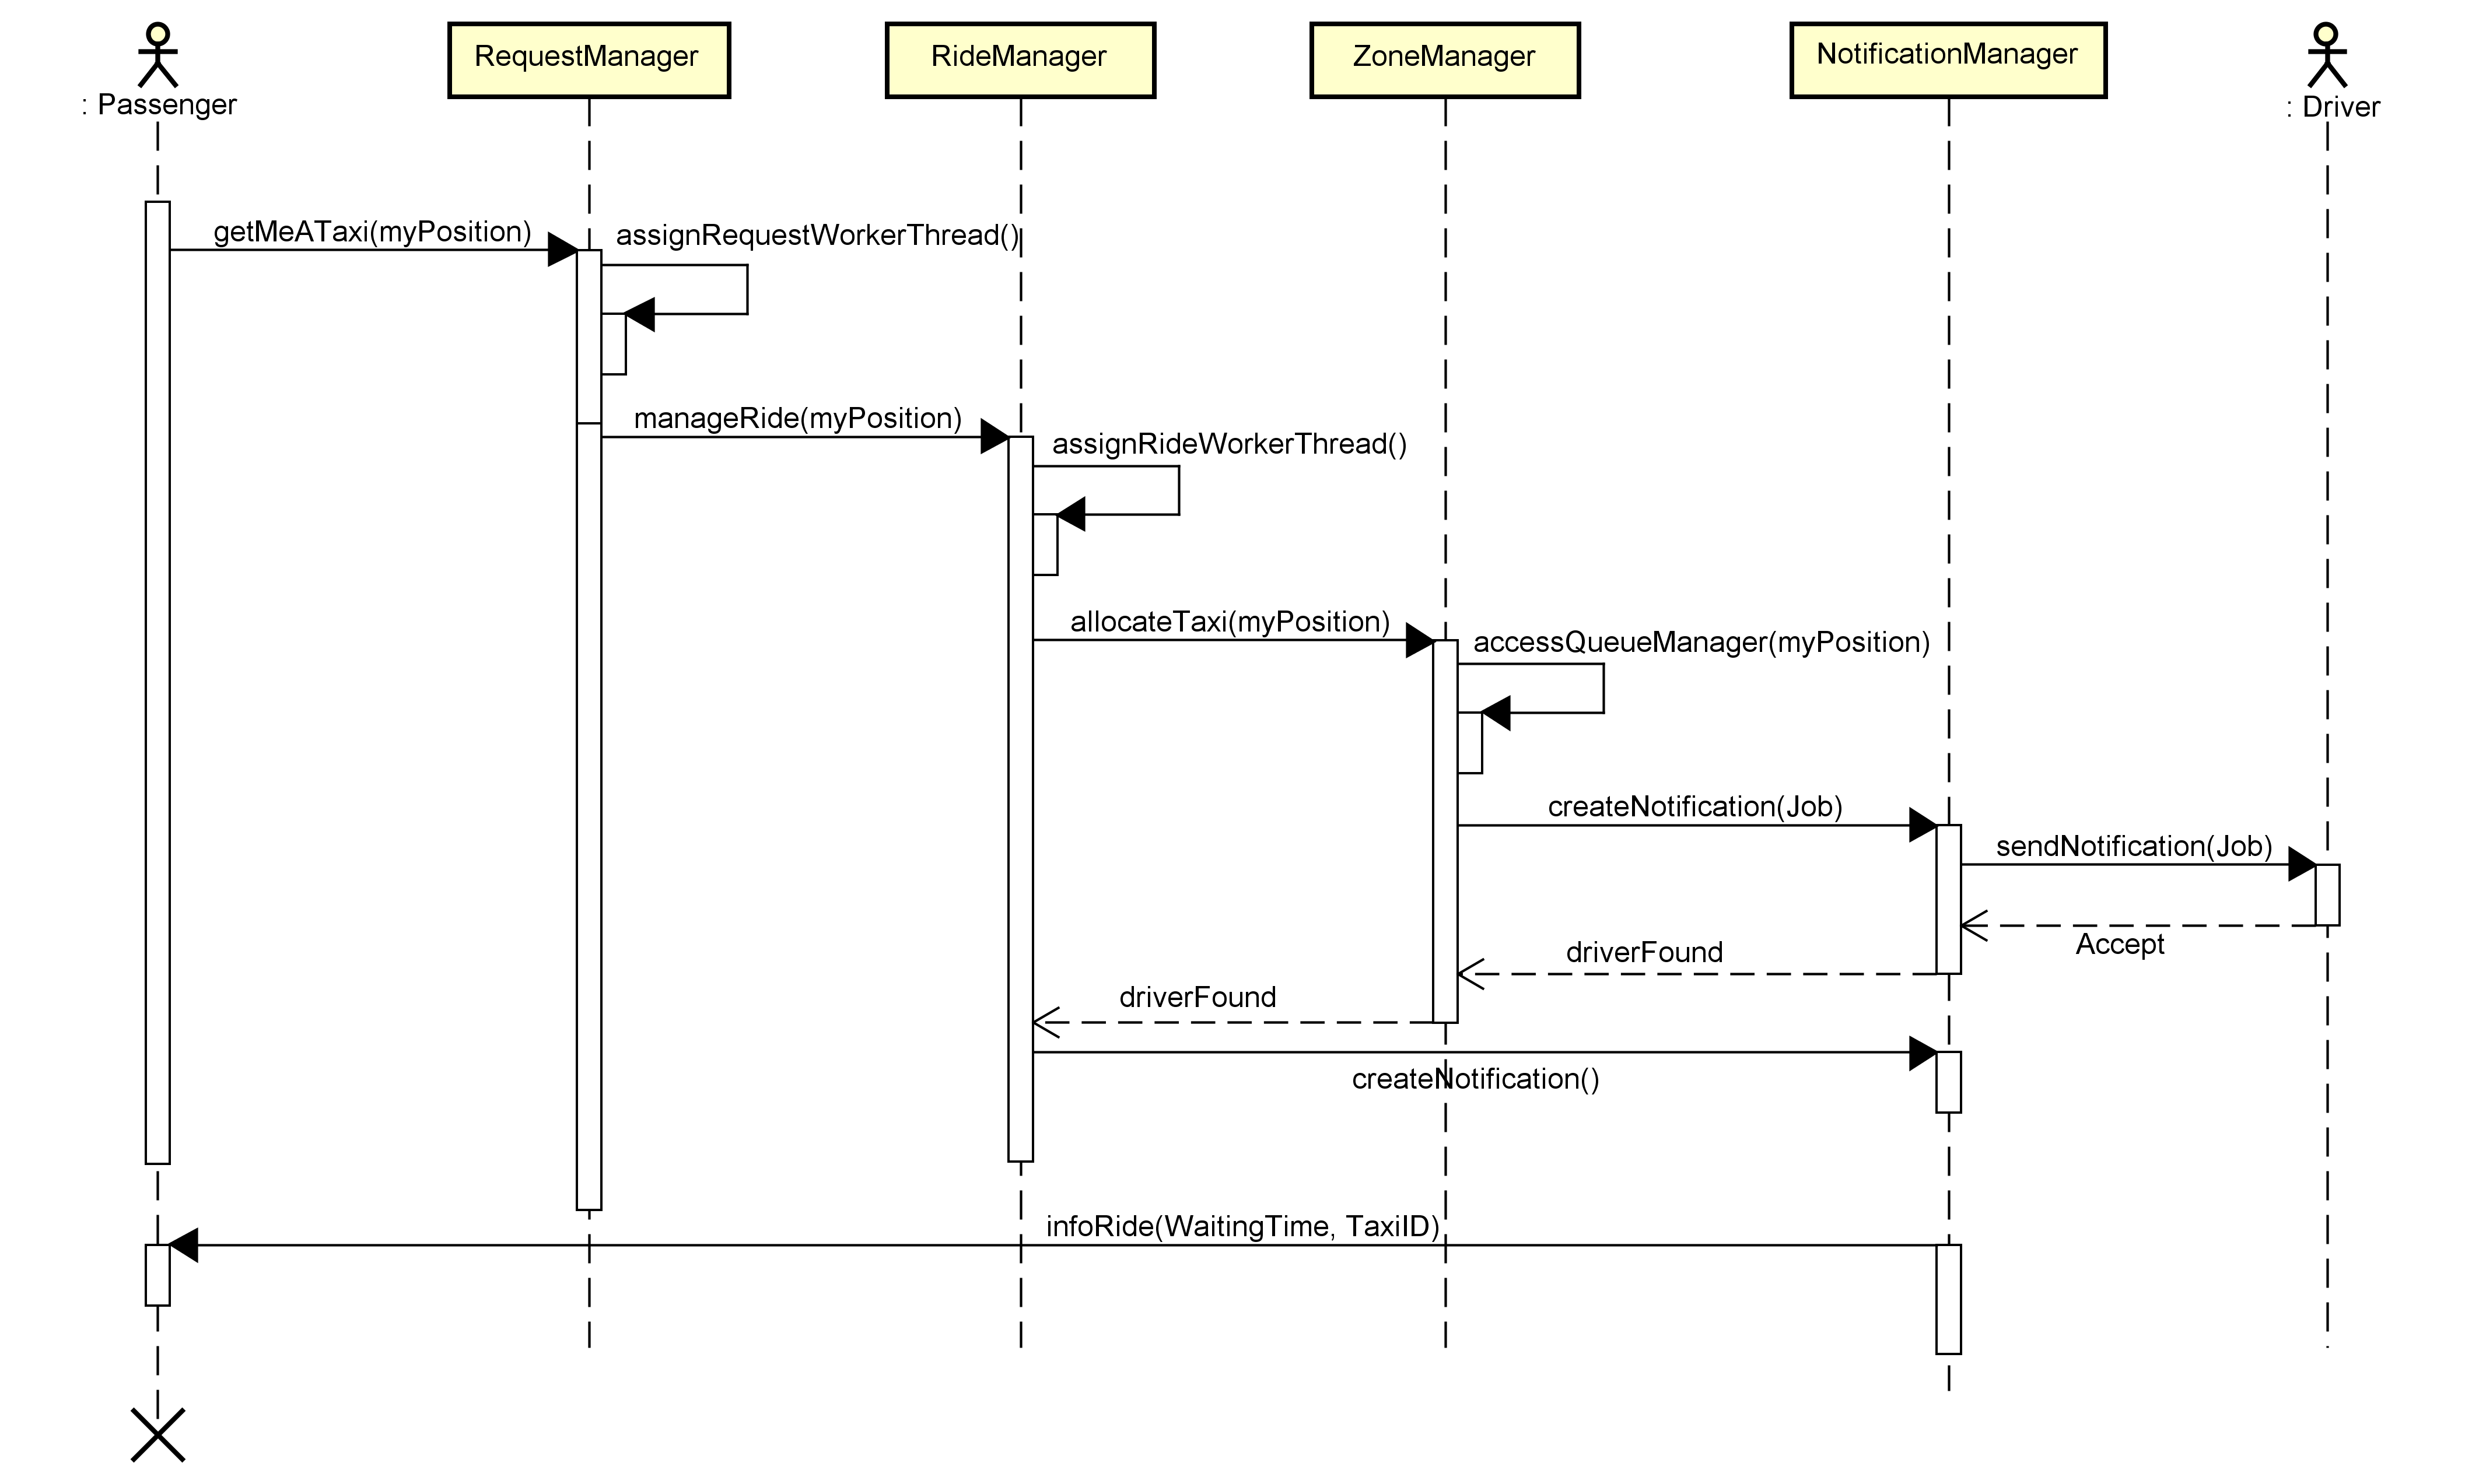 : Passenger
RequestManager
RideManager
ZoneManager
NotificationManager
: Driver
getMeATaxi(myPosition)
assignRequestWorkerThread()
manageRide(myPosition)
assignRideWorkerThread()
allocateTaxi(myPosition)
accessQueueManager(myPosition)
createNotification(Job)
sendNotification(Job)
Accept
driverFound
driverFound
createNotification()
infoRide(WaitingTime, TaxiID)